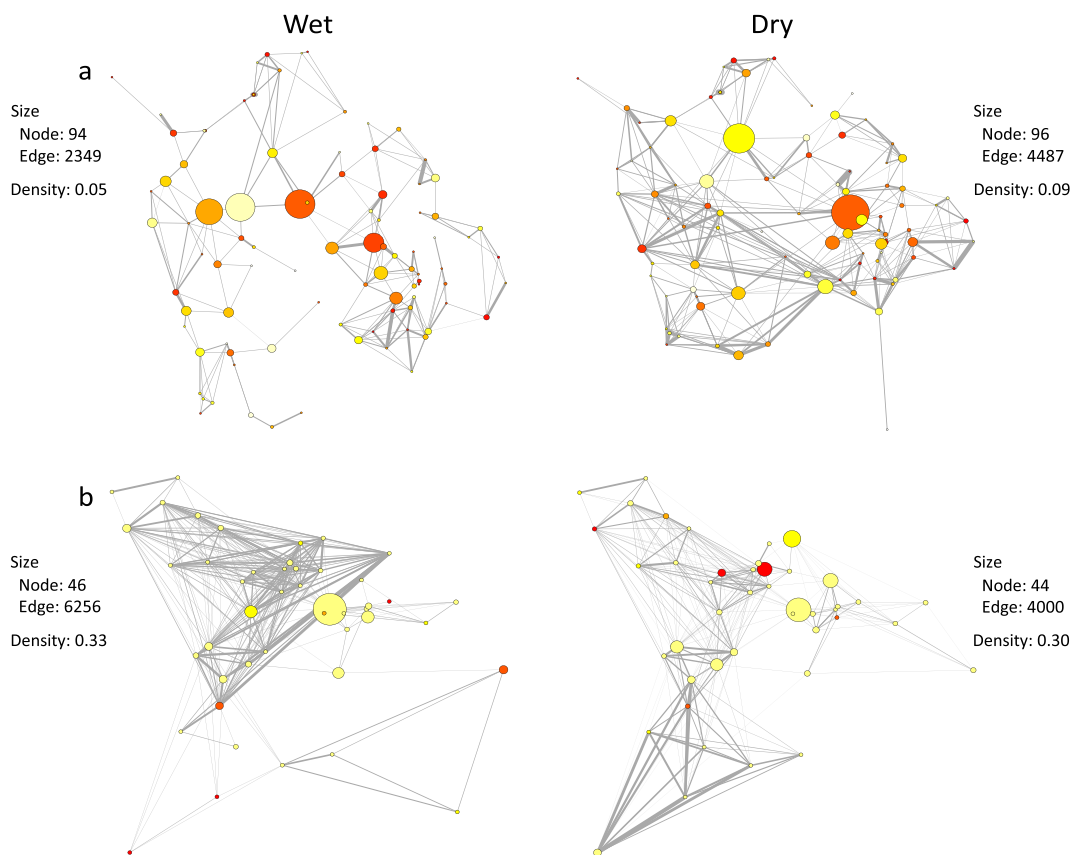 Wet
Dry
a
Size
Node: 94
Edge: 2349
Density: 0.05
Size
Node: 96
Edge: 4487
Density: 0.09
b
Size
Node: 46
Edge: 6256
Density: 0.33
Size
Node: 44
Edge: 4000
Density: 0.30